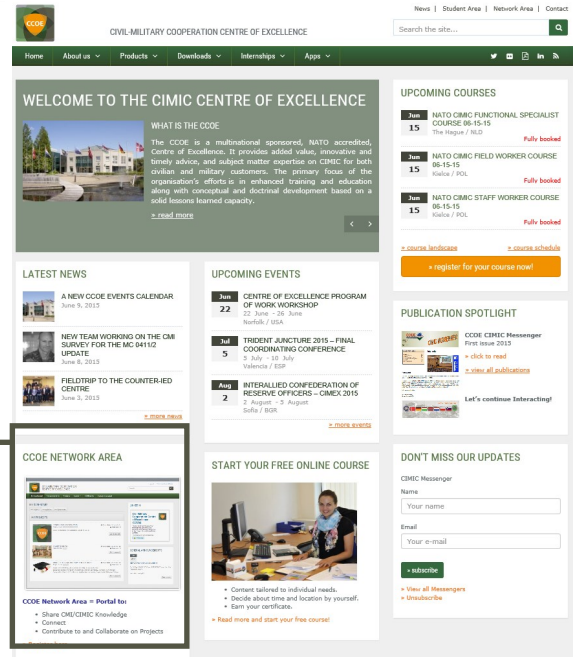 News | Student Area | Network Area | Contact
CCOE
CIVIL-MILITARY COOPERATION CENTRE OF EXCELLENCE
Search the site...
Home About us Products Downloads Internships Apps
WELCOME TO THE CIMIC CENTRE OF EXCELLENCE
WHAT IS THE CCOE
The CCOE is a multinational sponsored, NATO accredited,
Centre of Excellence. It provides added value, innovative and
timely advice, and subject matter expertise on CIMIC for both
civilian and military customers. The primary focus of the
organisation's efforts is in enhanced training and education
along with conceptual and doctrinal development based on a
solid lessons learned capacity.
» read more
UPCOMING COURSES
Jun
15
NATO CIMIC FUNCTIONAL SPECIALIST
COURSE 06-15-15
The Hague / NLD
Fully booked
Jun
15
NATO CIMIC FIELD WORKER COURSE
06-15-15
Kielce / POL
Fully booked
Jun
15
NATO CIMIC STAFF WORKER COURSE
06-15-15
Kielce / POL
Fully booked
» course landscape » course schedule
» register for your course now!
LATEST NEWS
A NEW CCOE EVENTS CALENDAR
June 9, 2015
NEW TEAM WORKING ON THE CMI
SURVEY FOR THE MC 0411/2
UPDATE
June 8, 2015
FIELDTRIP TO THE COUNTER-IED
CENTRE
June 3, 2015
» more news
UPCOMING EVENTS
Jun
22
CENTRE OF EXCELLENCE PROGRAM
OF WORK WORKSHOP
22 June - 26 June
Norfolk / USA
Jul
5
TRIDENT JUNCTURE 2015 – FINAL
COORDINATING CONFERENCE
5 July - 10 July
Valencia / ESP
Aug
2
INTERALLIED CONFEDERATION OF
RESERVE OFFICERS – CIMEX 2015
2 August - 3 August
Sofia / BGR
» more events
PUBLICATION SPOTLIGHT
CCOE CIMIC Messenger
First issue 2015
» click to read
» view all publications
Let's continue Interacting!
CCOE NETWORK AREA
CCOE Network Area = Portal to:
• Share CMI/CIMIC Knowledge
• Connect
• Contribute to and Collaborate on Projects
START YOUR FREE ONLINE COURSE
• Content tailored to individual needs.
• Decide about time and location by yourself.
• Earn your certificate.
» Read more and start your free course!
DON'T MISS OUR UPDATES
CIMIC Messenger
Name
Your name
Email
Your e-mail
» subscribe
» View all Messengers
» Unsubscribe